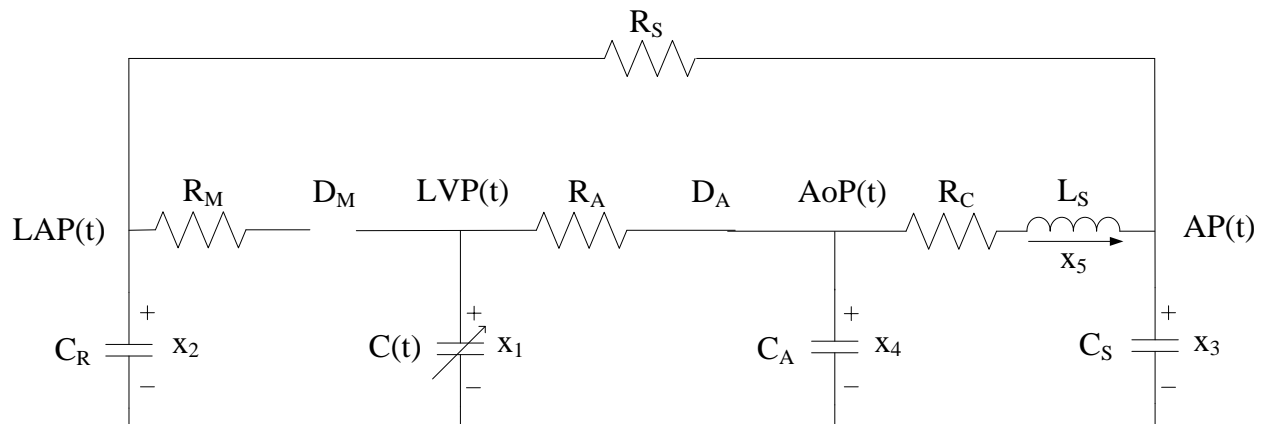 R_S
R_M D_M LVP(t) R_A D_A AoP(t) R_C L_S
LAP(t) AP(t)
x_5
+ + + +
C_R x_2 C(t) x_1 C_A x_4 C_S x_3
− − − −